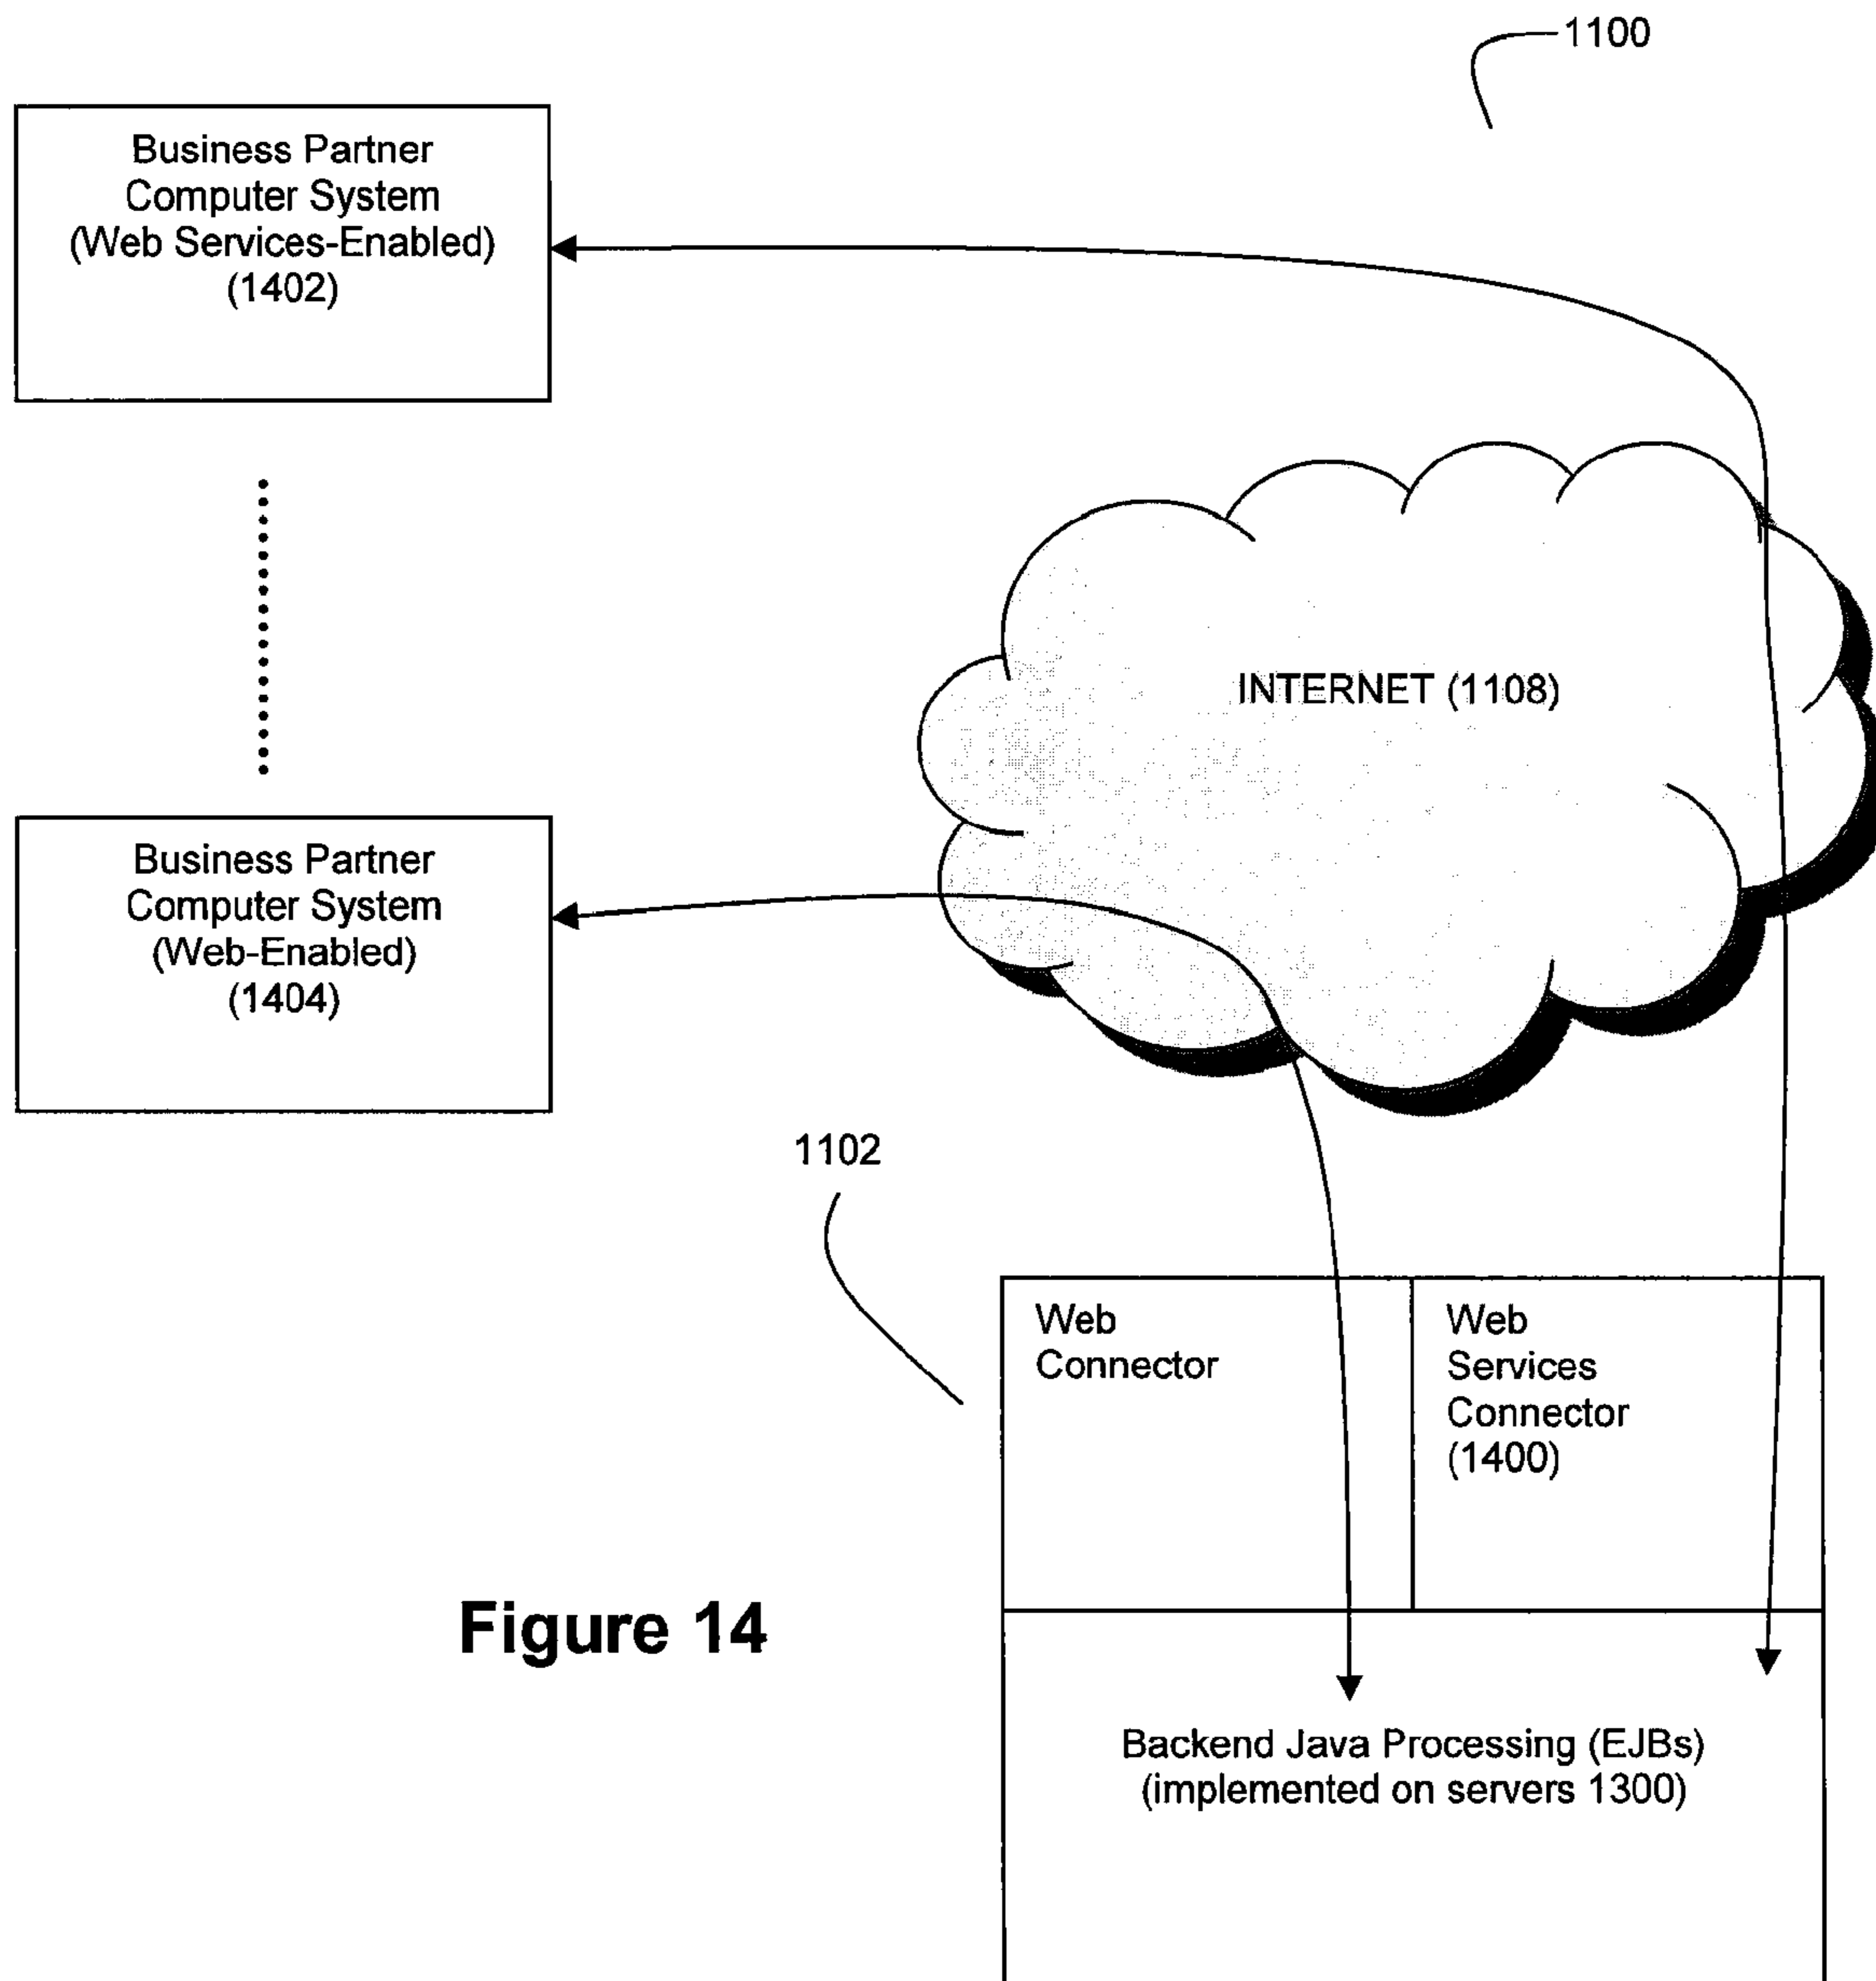 1100
Business Partner
Computer System
(Web Services-Enabled)
(1402)
INTERNET (1108)
Business Partner
Computer System
(Web-Enabled)
(1404)
1102
Web
Connector
Web
Services
Connector
(1400)
Figure 14
Backend Java Processing (EJBs)
(implemented on servers 1300)